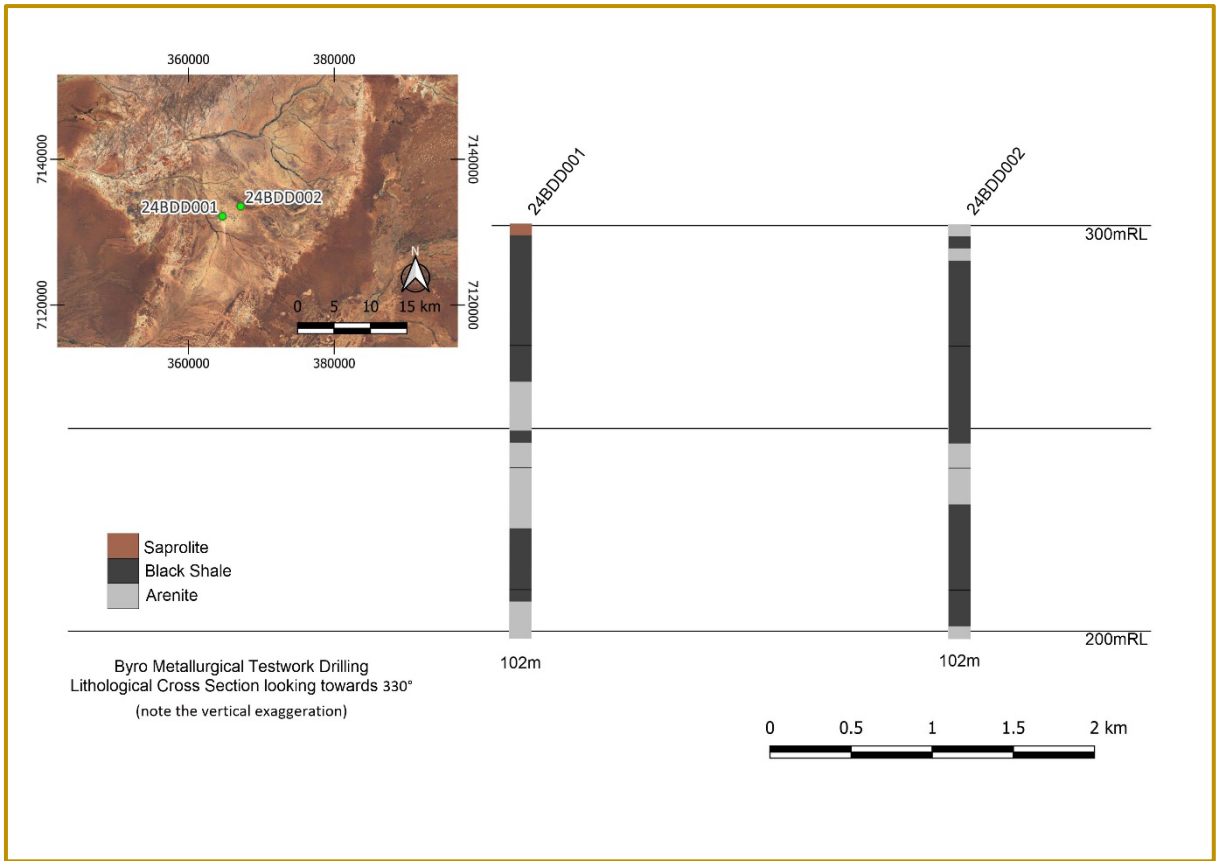 360000
380000
7140000
7140000
24BDD001
24BDD002
N
0 5 10 15 km
7120000
7120000
360000
380000
24BDD001
24BDD002
300mRL
Saprolite
Black Shale
Arenite
200mRL
102m
102m
Byro Metallurgical Testwork Drilling
Lithological Cross Section looking towards 330°
(note the vertical exaggeration)
0 0.5 1 1.5 2 km